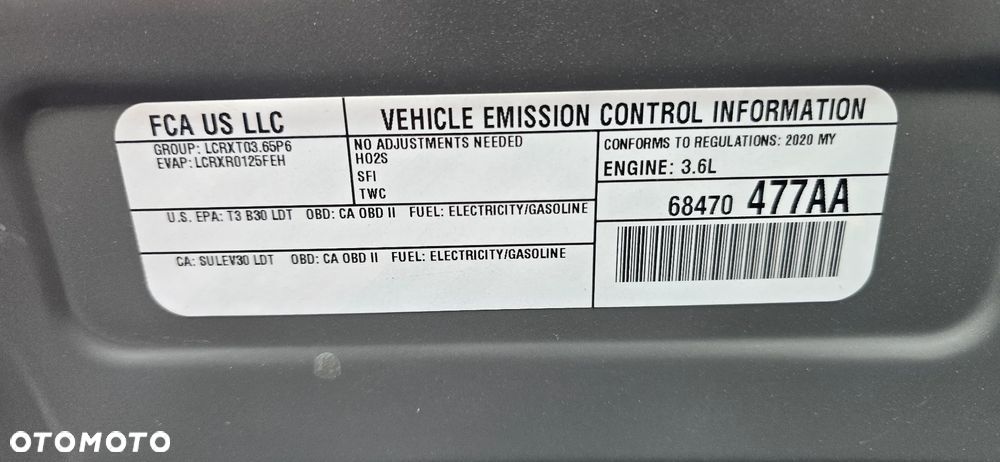 FCA US LLC
VEHICLE EMISSION CONTROL INFORMATION
GROUP: LCRXT03.65P6
EVAP: LCRXR0125FEH
NO ADJUSTMENTS NEEDED
HO2S
SFI
TWC
CONFORMS TO REGULATIONS: 2020 MY
ENGINE: 3.6L
68470 477AA
U.S. EPA: T3 B30 LDT OBD: CA OBD II FUEL: ELECTRICITY/GASOLINE
CA: SULEV30 LDT OBD: CA OBD II FUEL: ELECTRICITY/GASOLINE
OTOMOTO